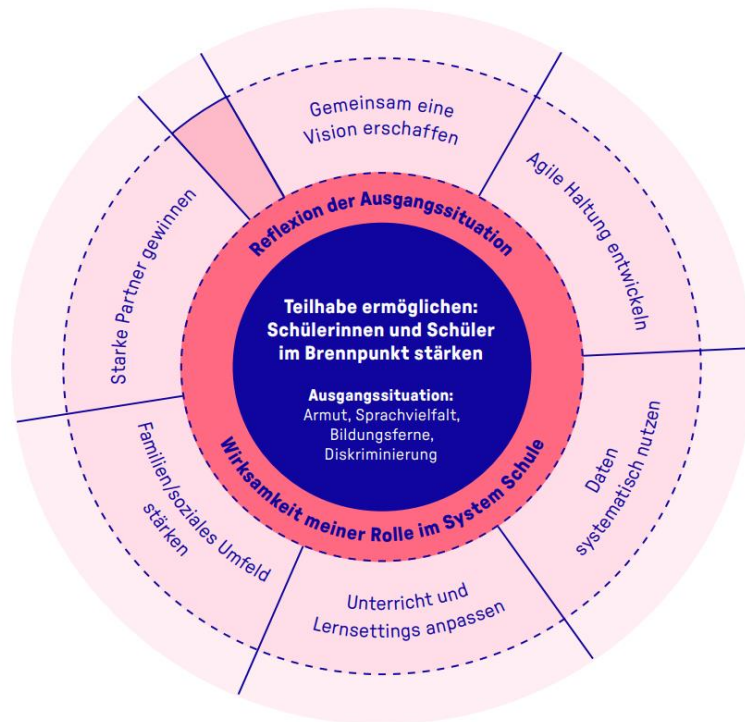 Gemeinsam eine
Vision erschaffen
Agile Haltung entwickeln
Daten
systematisch nutzen
Unterricht und
Lernsettings anpassen
Familien/soziales Umfeld
stärken
Starke Partner gewinnen
Reflexion der Ausgangssituation
Teilhabe ermöglichen:
Schülerinnen und Schüler
im Brennpunkt stärken
Ausgangssituation:
Armut, Sprachvielfalt,
Bildungsferne,
Diskriminierung
Wirksamkeit meiner Rolle im System Schule